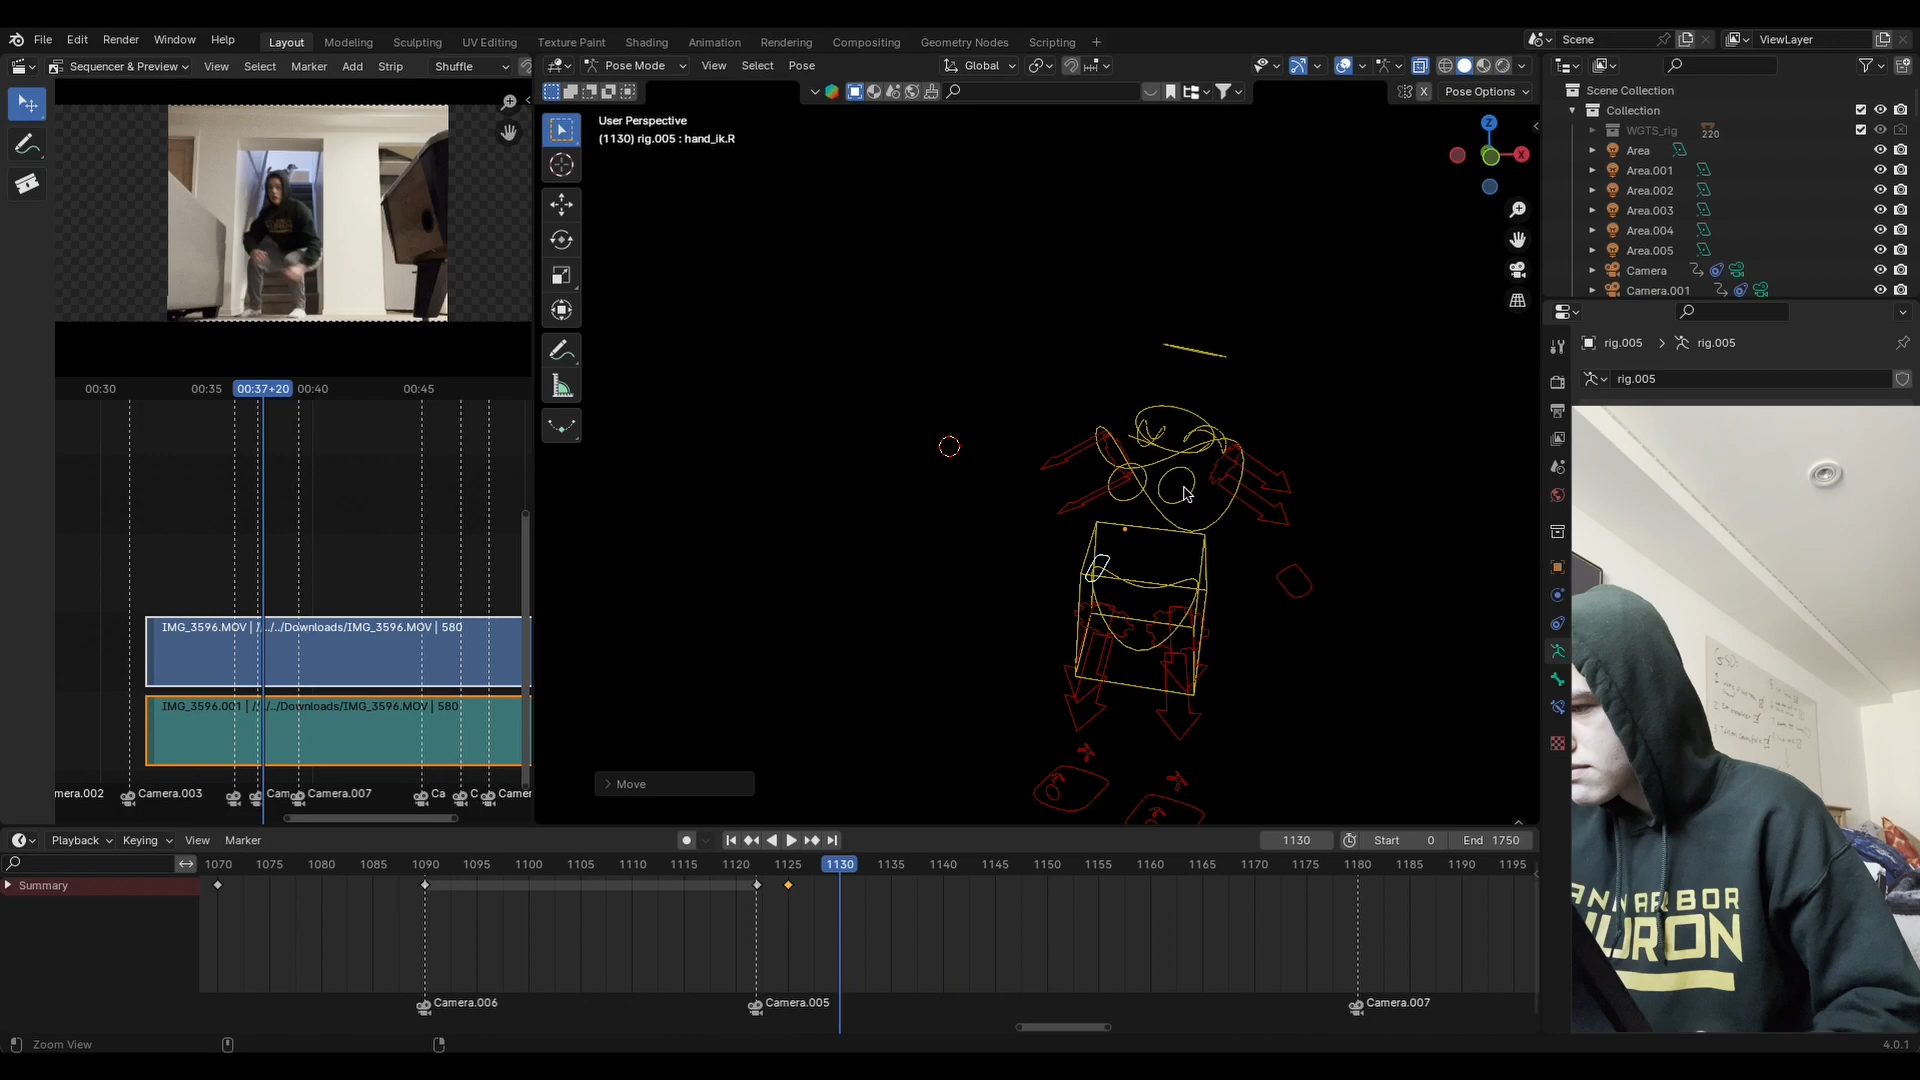 File Edit Render Window Help
Layout Modeling Sculpting UV Editing Texture Paint Shading Animation Rendering Compositing Geometry Nodes Scripting +
Scene
ViewLayer
Sequencer & Preview View Select Marker Add Strip Shuffle
Pose Mode View Select Pose
Global
Pose Options
User Perspective
(1130) rig.005 : hand_ik.R
Z
X
Scene Collection
Collection
WGTS_rig 220
Area
Area.001
Area.002
Area.003
Area.004
Area.005
Camera
Camera.001
rig.005 > rig.005
rig.005
00:30 00:35 00:37+20 00:40 00:45
IMG_3596.MOV | /../../Downloads/IMG_3596.MOV | 580
IMG_3596.001 | /../../Downloads/IMG_3596.MOV | 580
mera.002 Camera.003 Cam Camera.007 Ca C Camer
> Move
Playback Keying View Marker
1130 Start 0 End 1750
1070 1075 1080 1085 1090 1095 1100 1105 1110 1115 1120 1125 1130 1135 1140 1145 1150 1155 1160 1165 1170 1175 1180 1185 1190 1195
Summary
Camera.006 Camera.005 Camera.007
Zoom View
4.0.1
ANN ARBOR
HURON